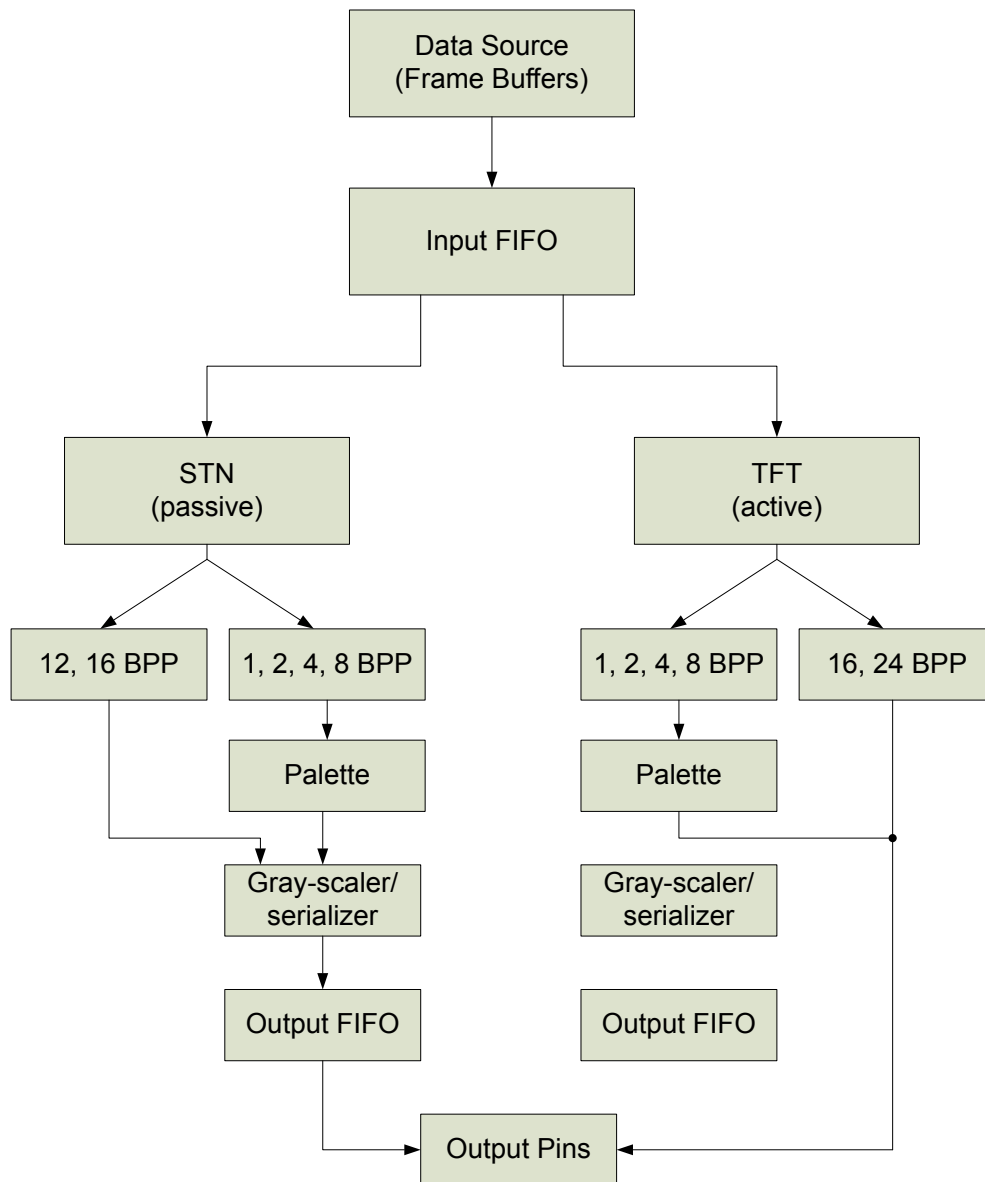 Data Source
(Frame Buffers)
Input FIFO
STN
(passive)
TFT
(active)
12, 16 BPP
1, 2, 4, 8 BPP
1, 2, 4, 8 BPP
16, 24 BPP
Palette
Palette
Gray-scaler/
serializer
Gray-scaler/
serializer
Output FIFO
Output FIFO
Output Pins